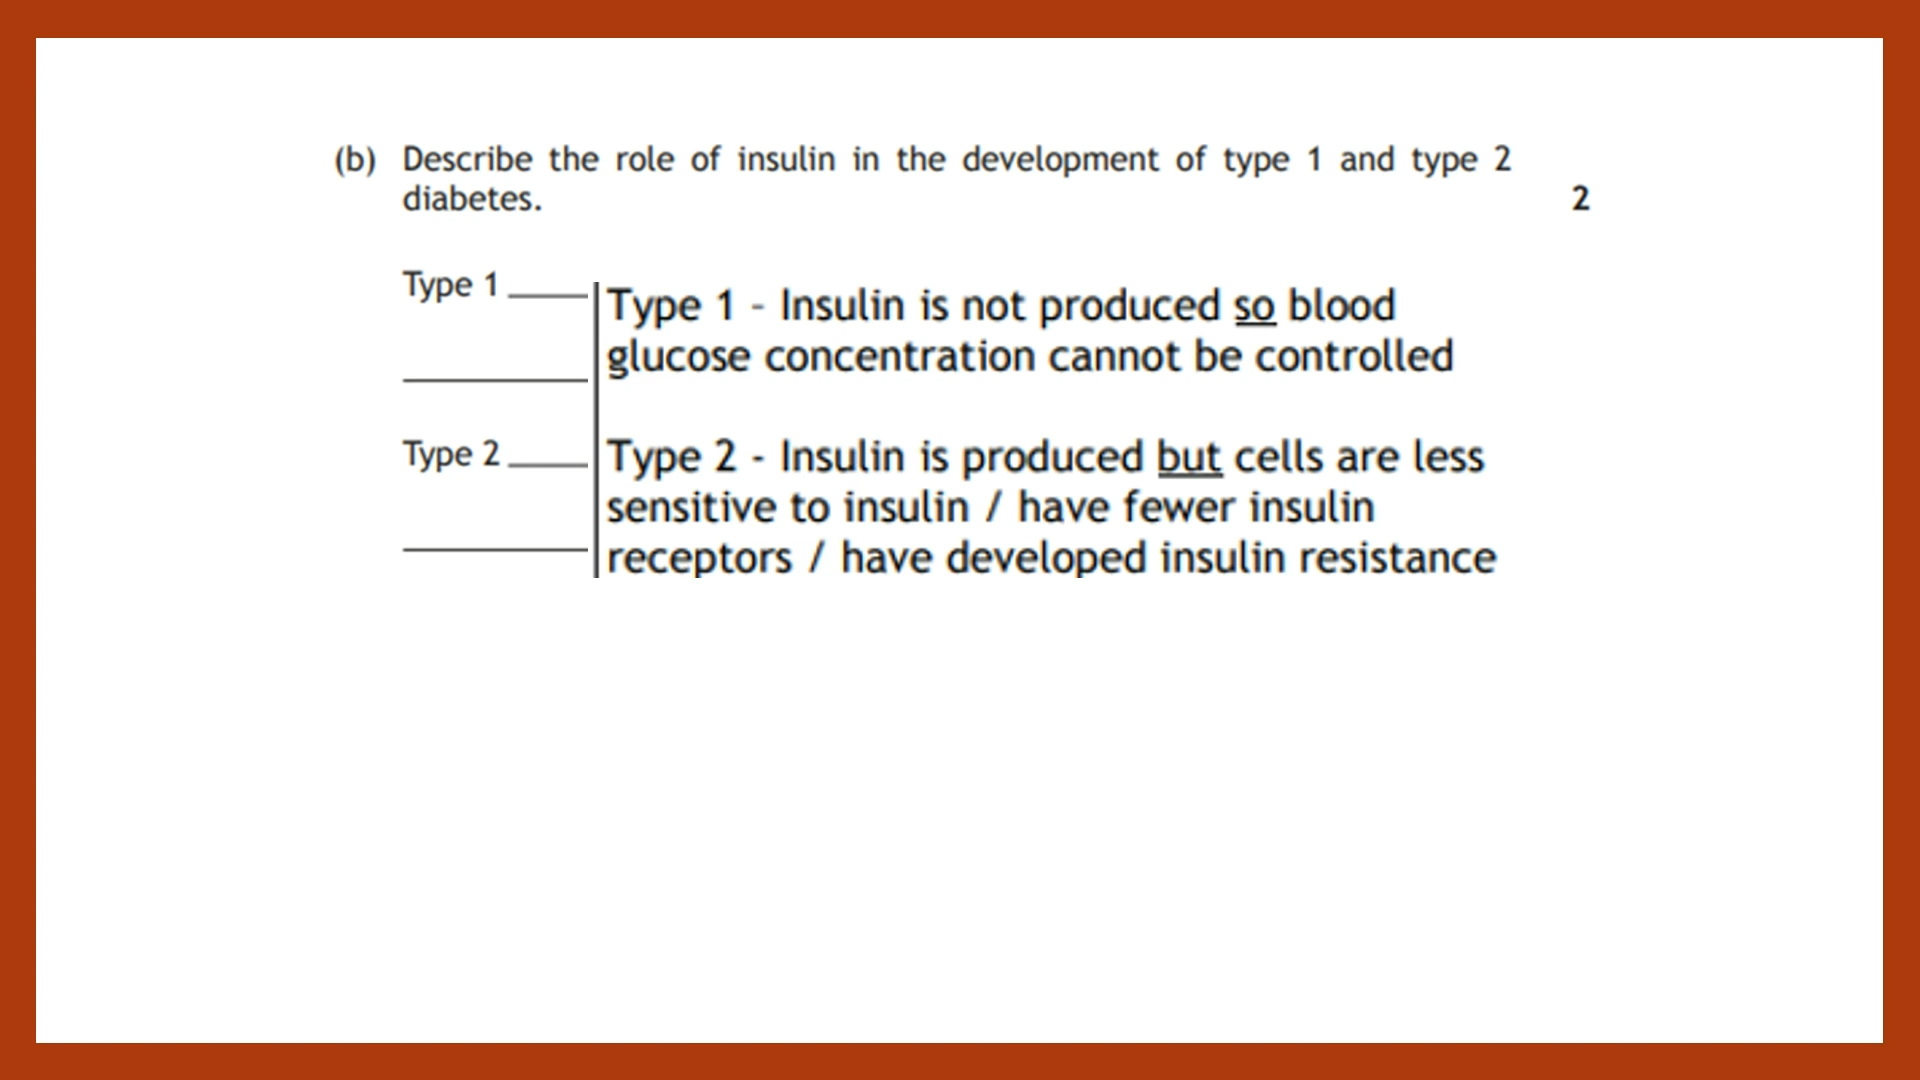 (b) Describe the role of insulin in the development of type 1 and type 2
diabetes.
2
Type 1
Type 1 - Insulin is not produced so blood
glucose concentration cannot be controlled
Type 2
Type 2 - Insulin is produced but cells are less
sensitive to insulin / have fewer insulin
receptors / have developed insulin resistance